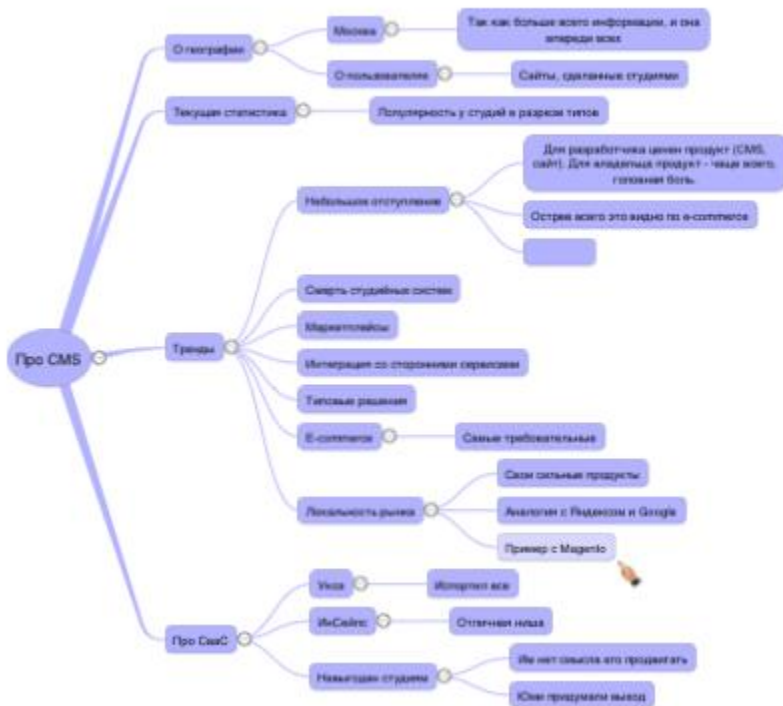 О географии
Москва
Так как больше всего информации, и она
впереди всех
О пользователях
Сайты, сделанные студиями
Текущая статистика
Популярность у студий в разрезе типов
Для разработчика ценен продукт (CMS,
сайт). Для владельца продукт - чаще всего,
головная боль.
Небольшое отступление
Острее всего это видно по e-commerce
Смерть студийных систем
Маркетплейсы
Про CMS
Тренды
Интеграция со сторонними сервисами
Типовые решения
E-commerce
Самые требовательные
Свои сильные продукты
Локальность рынка
Аналогия с Яндексом и Google
Пример с Magento
Укоз
Испортил все
ИнСейлс
Отличная ниша
Про СааС
Им нет смысла его продвигать
Невыгоден студиям
Юми придумали выход